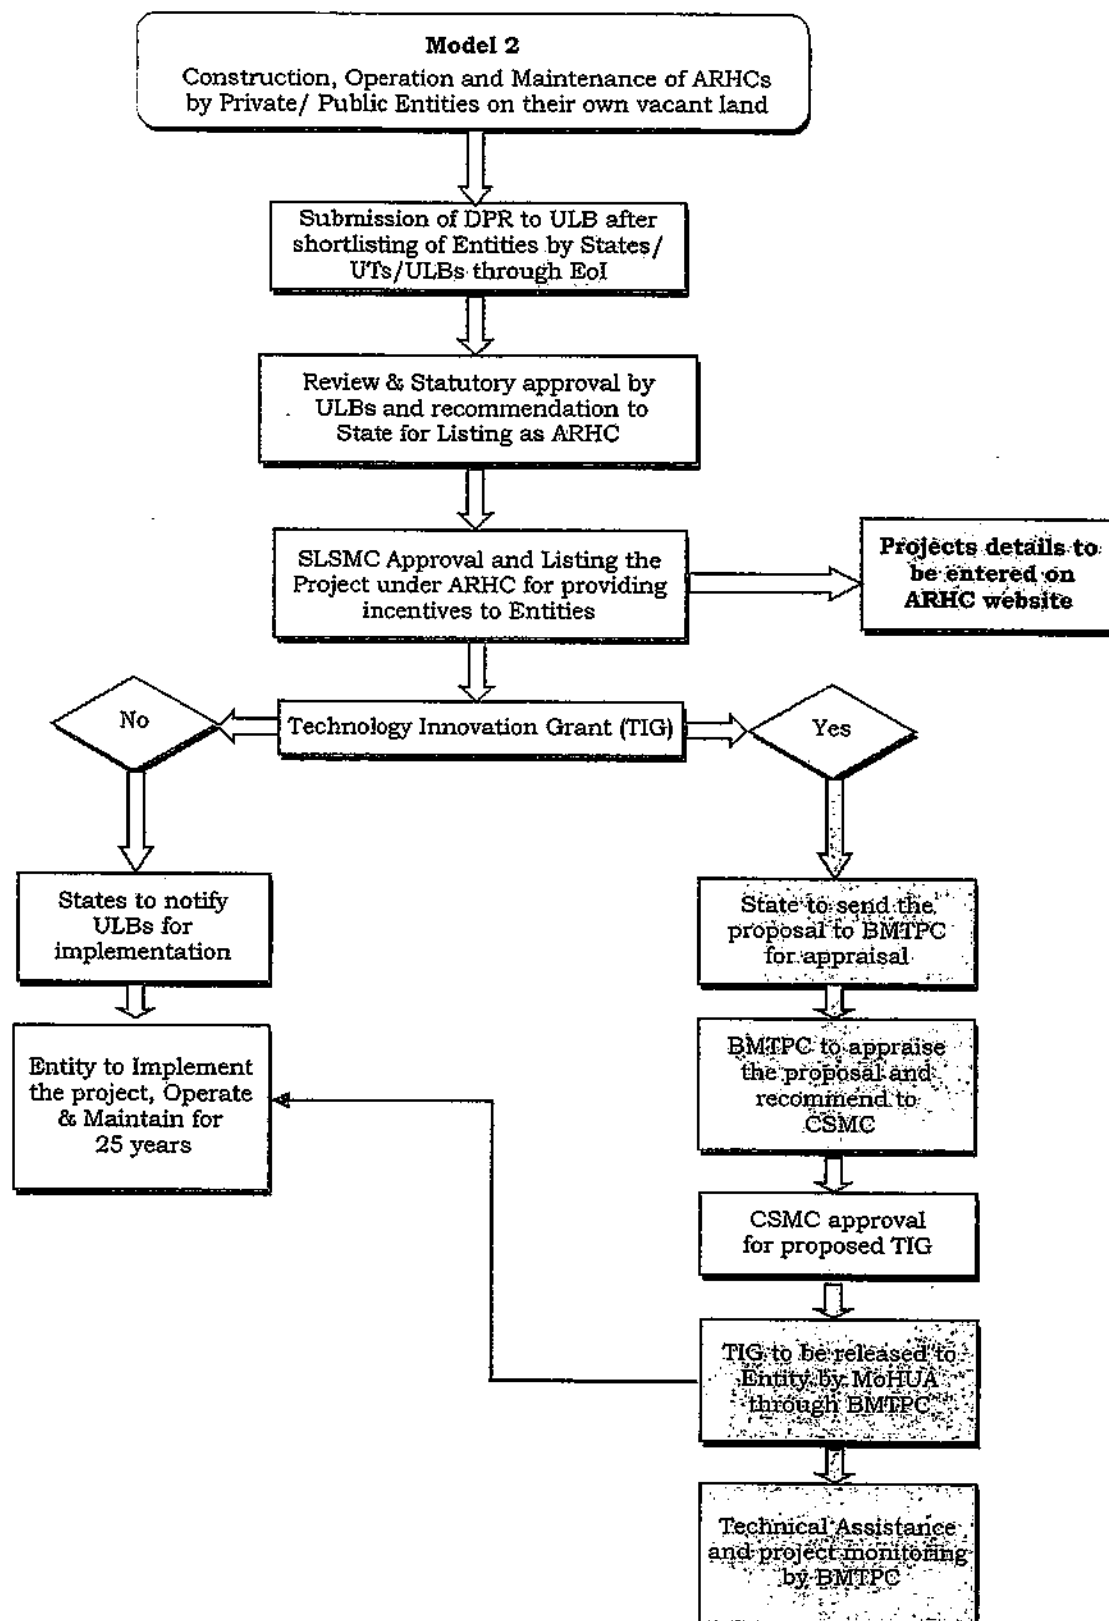 Model 2
Construction, Operation and Maintenance of ARHCs
by Private/ Public Entities on their own vacant land
Submission of DPR to ULB after
shortlisting of Entities by States/
UTs/ULBs through EoI
Review & Statutory approval by
ULBs and recommendation to
State for Listing as ARHC
SLSMC Approval and Listing the
Project under ARHC for providing
incentives to Entities
Projects details to
be entered on
ARHC website
No
Technology Innovation Grant (TIG)
Yes
States to notify
ULBs for
implementation
State to send the
proposal to BMTPC
for appraisal
Entity to Implement
the project, Operate
& Maintain for
25 years
BMTPC to appraise
the proposal and
recommend to
CSMC
CSMC approval
for proposed TIG
TIG to be released to
Entity by MoHUA
through BMTPC
Technical Assistance
and project monitoring
by BMTPC